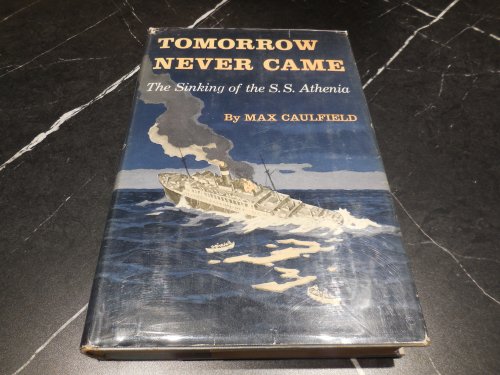 TOMORROW
NEVER CAME
The Sinking of the S.S. Athenia
By MAX CAULFIELD